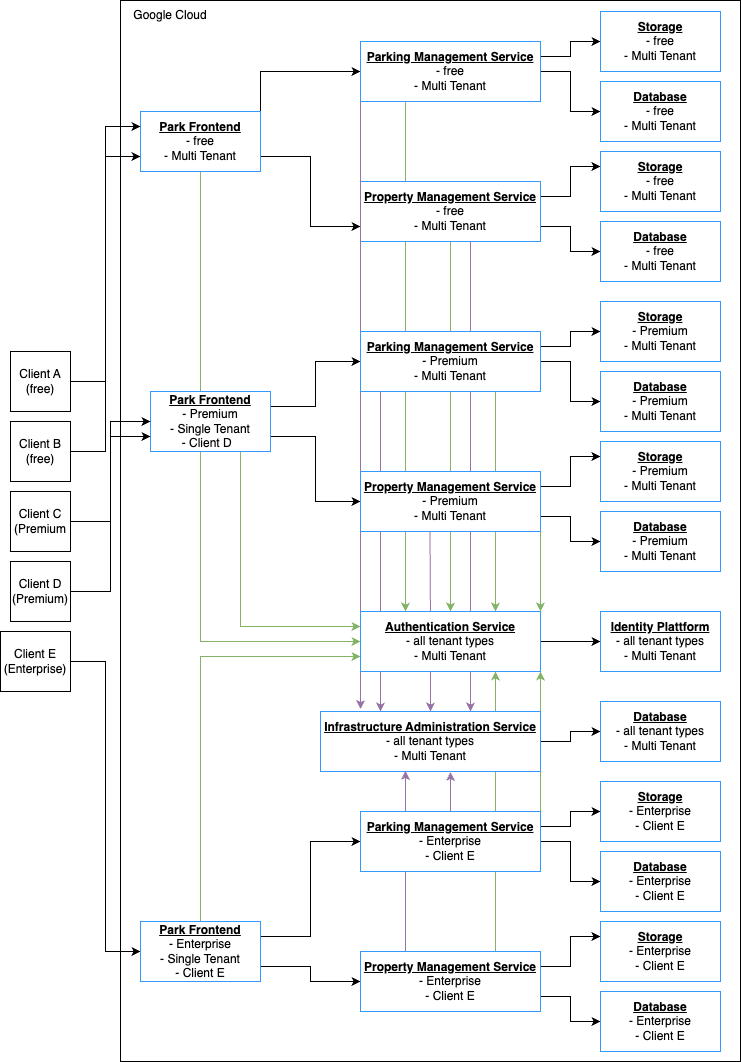 Google Cloud
Client A
(free)
Client B
(free)
Client C
(Premium
Client D
(Premium)
Client E
(Enterprise)
Park Frontend
- free
- Multi Tenant
Park Frontend
- Premium
- Single Tenant
- Client D
Park Frontend
- Enterprise
- Single Tenant
- Client E
Parking Management Service
- free
- Multi Tenant
Property Management Service
- free
- Multi Tenant
Parking Management Service
- Premium
- Multi Tenant
Property Management Service
- Premium
- Multi Tenant
Authentication Service
- all tenant types
- Multi Tenant
Infrastructure Administration Service
- all tenant types
- Multi Tenant
Parking Management Service
- Enterprise
- Client E
Property Management Service
- Enterprise
- Client E
Storage
- free
- Multi Tenant
Database
- free
- Multi Tenant
Storage
- free
- Multi Tenant
Database
- free
- Multi Tenant
Storage
- Premium
- Multi Tenant
Database
- Premium
- Multi Tenant
Storage
- Premium
- Multi Tenant
Database
- Premium
- Multi Tenant
Identity Plattform
- all tenant types
- Multi Tenant
Database
- all tenant types
- Multi Tenant
Storage
- Enterprise
- Client E
Database
- Enterprise
- Client E
Storage
- Enterprise
- Client E
Database
- Enterprise
- Client E